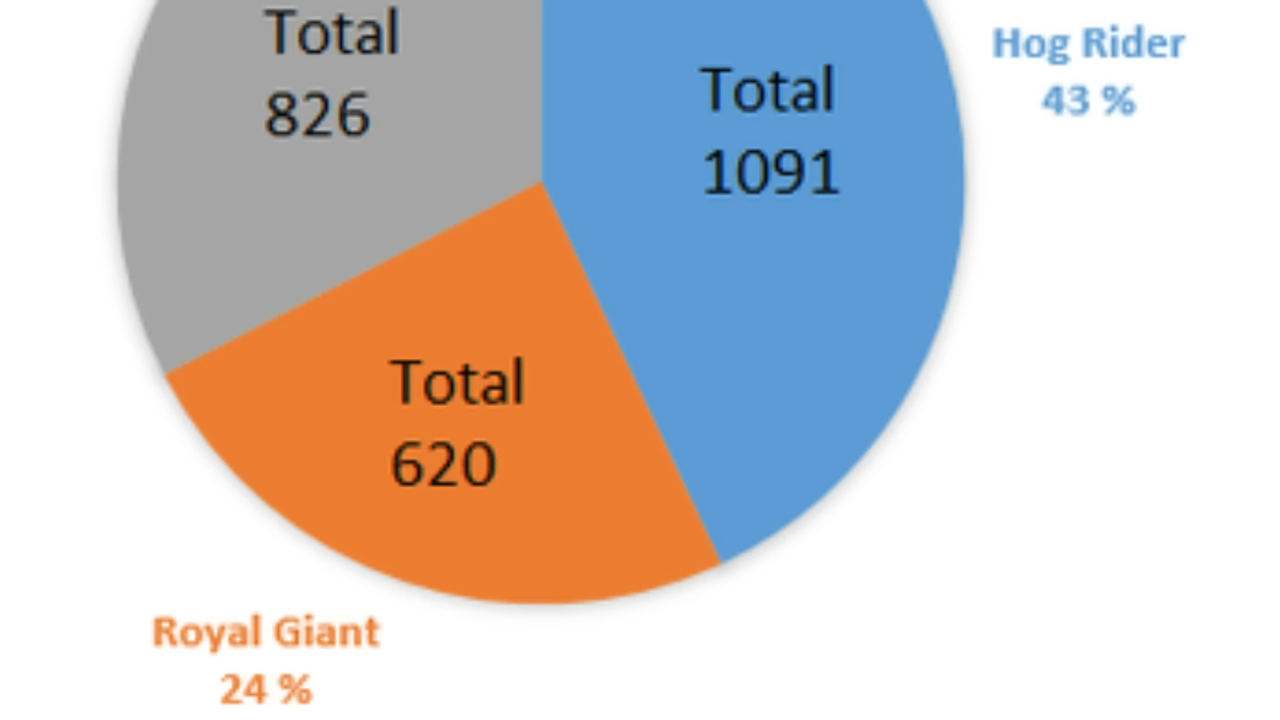 Total
826
Total
1091
Hog Rider
43 %
Total
620
Royal Giant
24 %